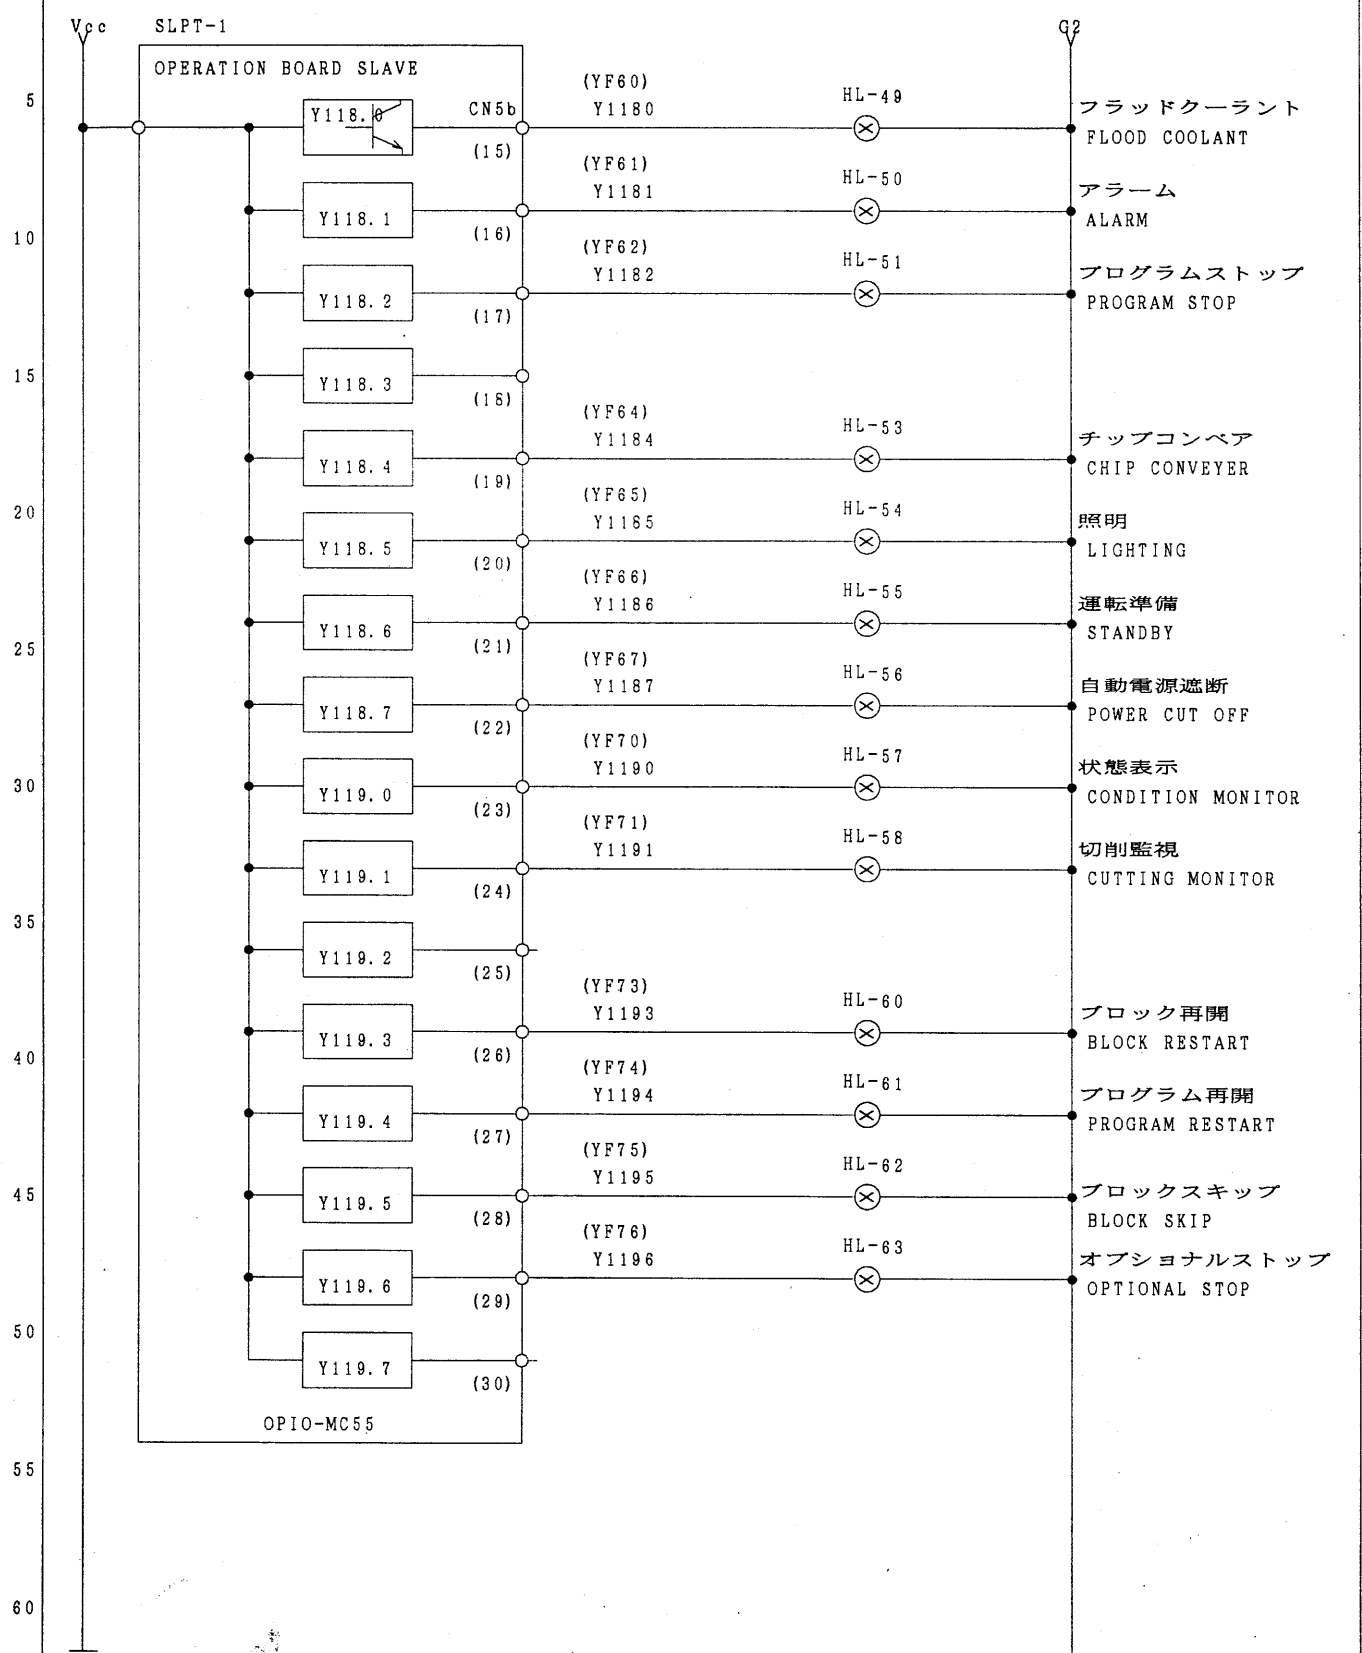 Vcc SLPT-1 G2
OPERATION BOARD SLAVE
5
Y118.0 CN5b (15) (YF60) Y1180 HL-49 フラッドクーラント
FLOOD COOLANT
Y118.1 (16) (YF61) Y1181 HL-50 アラーム
ALARM
10
Y118.2 (17) (YF62) Y1182 HL-51 プログラムストップ
PROGRAM STOP
15
Y118.3 (18)
Y118.4 (19) (YF64) Y1184 HL-53 チップコンベア
CHIP CONVEYER
20
Y118.5 (20) (YF65) Y1185 HL-54 照明
LIGHTING
Y118.6 (21) (YF66) Y1186 HL-55 運転準備
STANDBY
25
Y118.7 (22) (YF67) Y1187 HL-56 自動電源遮断
POWER CUT OFF
30
Y119.0 (23) (YF70) Y1190 HL-57 状態表示
CONDITION MONITOR
Y119.1 (24) (YF71) Y1191 HL-58 切削監視
CUTTING MONITOR
35
Y119.2 (25)
Y119.3 (26) (YF73) Y1193 HL-60 ブロック再開
BLOCK RESTART
40
Y119.4 (27) (YF74) Y1194 HL-61 プログラム再開
PROGRAM RESTART
45
Y119.5 (28) (YF75) Y1195 HL-62 ブロックスキップ
BLOCK SKIP
Y119.6 (29) (YF76) Y1196 HL-63 オプショナルストップ
OPTIONAL STOP
50
Y119.7 (30)
OPIO-MC55
55
60